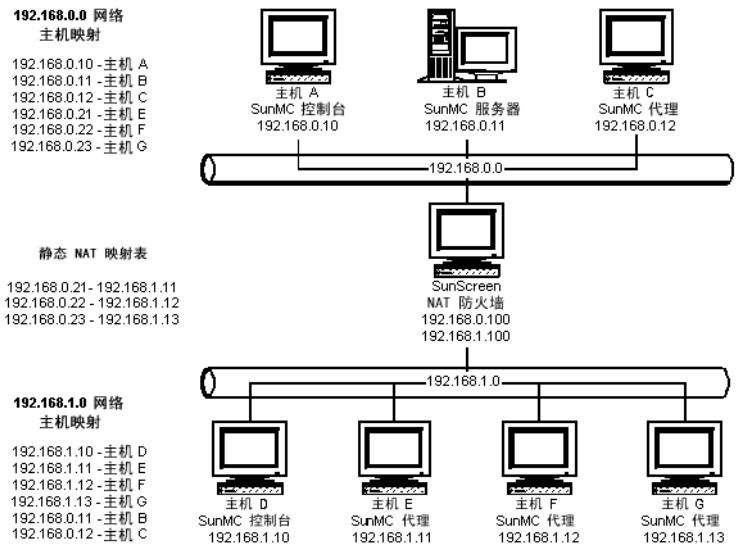 192.168.0.0 网络
主机映射
192.168.0.10 - 主机 A
192.168.0.11 - 主机 B
192.168.0.12 - 主机 C
192.168.0.21 - 主机 E
192.168.0.22 - 主机 F
192.168.0.23 - 主机 G
主机 A
SunMC 控制台
192.168.0.10
主机 B
SunMC 服务器
192.168.0.11
主机 C
SunMC 代理
192.168.0.12
192.168.0.0
静态 NAT 映射表
192.168.0.21- 192.168.1.11
192.168.0.22 - 192.168.1.12
192.168.0.23 - 192.168.1.13
SunScreen
NAT 防火墙
192.168.0.100
192.168.1.100
192.168.1.0
192.168.1.0 网络
主机映射
192.168.1.10 - 主机 D
192.168.1.11 - 主机 E
192.168.1.12 - 主机 F
192.168.1.13 - 主机 G
192.168.0.11 - 主机 B
192.168.0.12 - 主机 C
主机 D
SunMC 控制台
192.168.1.10
主机 E
SunMC 代理
192.168.1.11
主机 F
SunMC 代理
192.168.1.12
主机 G
SunMC 代理
192.168.1.13